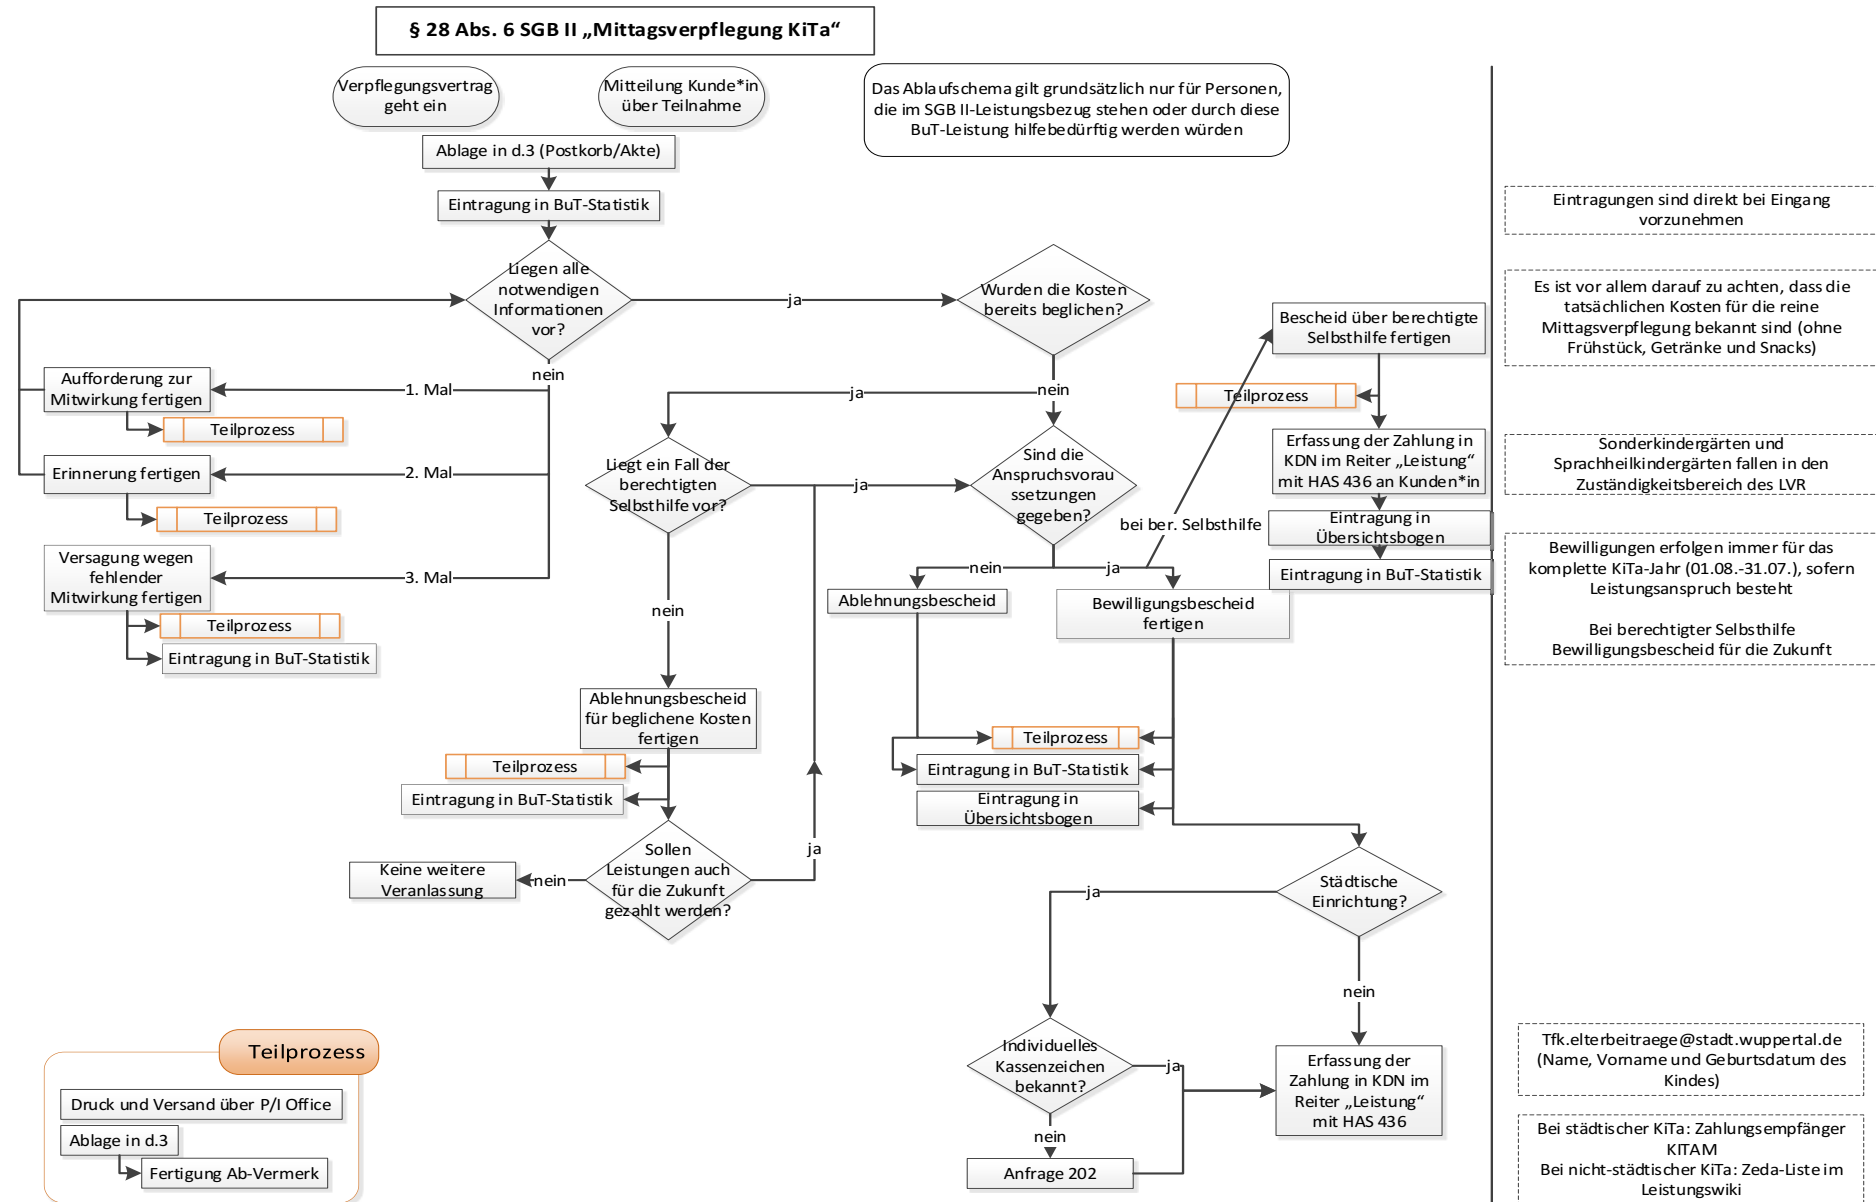 § 28 Abs. 6 SGB II „Mittagsverpflegung KiTa“
Verpflegungsvertrag
geht ein
Mitteilung Kunde*in
über Teilnahme
Das Ablaufschema gilt grundsätzlich nur für Personen,
die im SGB II-Leistungsbezug stehen oder durch diese
BuT-Leistung hilfebedürftig werden würden
Ablage in d.3 (Postkorb/Akte)
Eintragung in BuT-Statistik
Liegen alle
notwendigen
Informationen
vor?
ja
nein
Wurden die Kosten
bereits beglichen?
ja
nein
Aufforderung zur
Mitwirkung fertigen
1. Mal
Teilprozess
Erinnerung fertigen
2. Mal
Teilprozess
Versagung wegen
fehlender
Mitwirkung fertigen
3. Mal
Teilprozess
Eintragung in BuT-Statistik
Liegt ein Fall der
berechtigten
Selbsthilfe vor?
ja
nein
Sind die
Anspruchsvorau
ssetzungen
gegeben?
nein
ja
bei ber. Selbsthilfe
Bescheid über berechtigte
Selbsthilfe fertigen
Teilprozess
Erfassung der Zahlung in
KDN im Reiter „Leistung“
mit HAS 436 an Kunden*in
Eintragung in
Übersichtsbogen
Eintragung in BuT-Statistik
Ablehnungsbescheid
Bewilligungsbescheid
fertigen
Ablehnungsbescheid
für beglichene Kosten
fertigen
Teilprozess
Eintragung in BuT-Statistik
Teilprozess
Eintragung in BuT-Statistik
Eintragung in
Übersichtsbogen
Sollen
Leistungen auch
für die Zukunft
gezahlt werden?
ja
nein
Keine weitere
Veranlassung
Städtische
Einrichtung?
ja
nein
Individuelles
Kassenzeichen
bekannt?
ja
nein
Anfrage 202
Erfassung der
Zahlung in KDN im
Reiter „Leistung“
mit HAS 436
Teilprozess
Druck und Versand über P/I Office
Ablage in d.3
Fertigung Ab-Vermerk
Eintragungen sind direkt bei Eingang
vorzunehmen
Es ist vor allem darauf zu achten, dass die
tatsächlichen Kosten für die reine
Mittagsverpflegung bekannt sind (ohne
Frühstück, Getränke und Snacks)
Sonderkindergärten und
Sprachheilkindergärten fallen in den
Zuständigkeitsbereich des LVR
Bewilligungen erfolgen immer für das
komplette KiTa-Jahr (01.08.-31.07.), sofern
Leistungsanspruch besteht
Bei berechtigter Selbsthilfe
Bewilligungsbescheid für die Zukunft
Tfk.elterbeitraege@stadt.wuppertal.de
(Name, Vorname und Geburtsdatum des
Kindes)
Bei städtischer KiTa: Zahlungsempfänger
KITAM
Bei nicht-städtischer KiTa: Zeda-Liste im
Leistungswiki